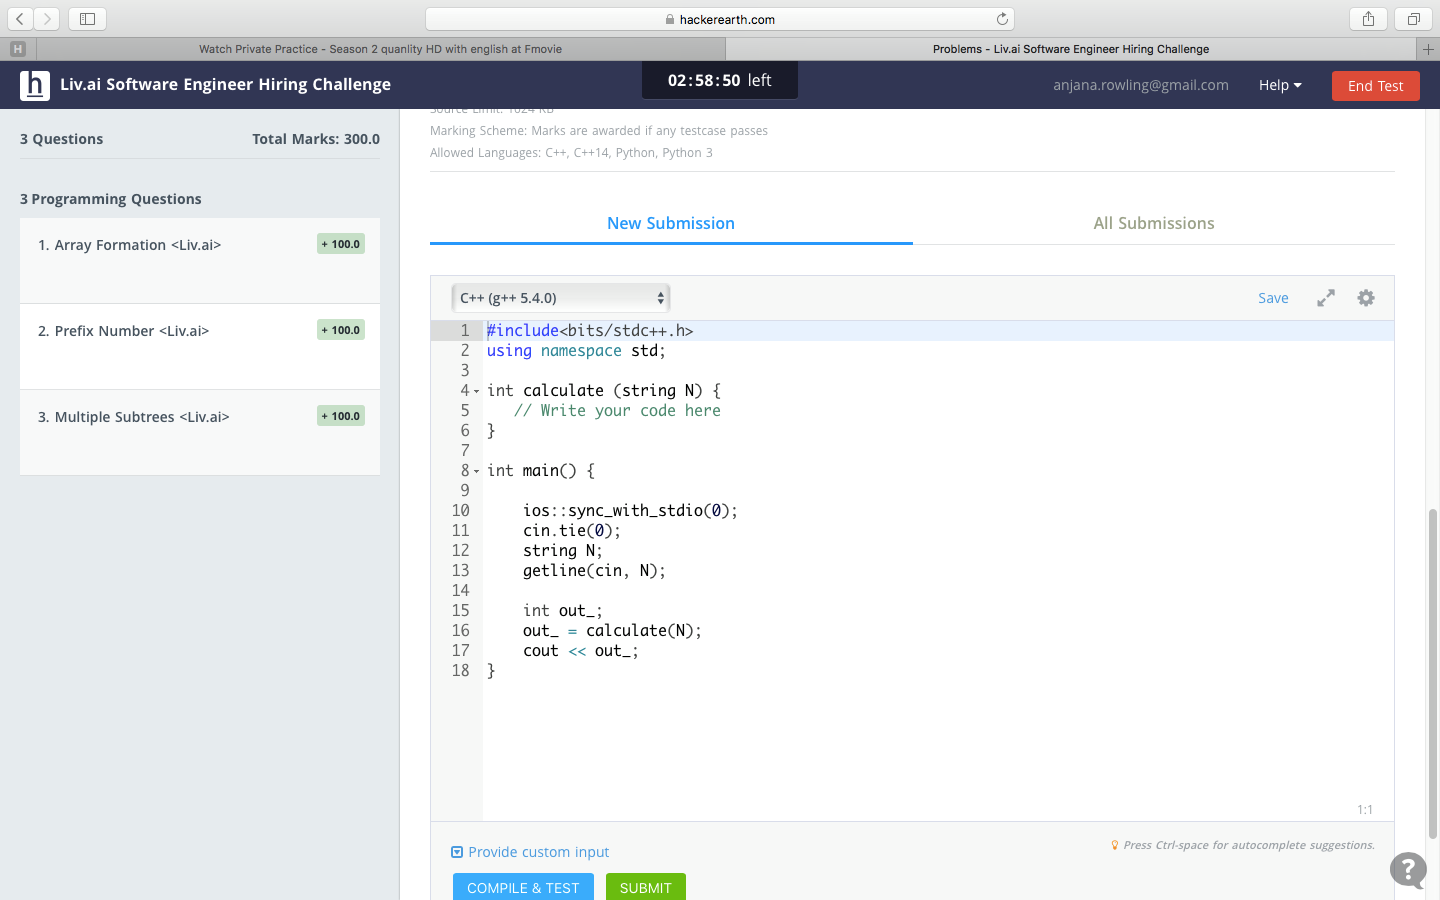 hackerearth.com
H
Watch Private Practice - Season 2 quanlity HD with english at Fmovie
Problems - Liv.ai Software Engineer Hiring Challenge
h
Liv.ai Software Engineer Hiring Challenge
02:58:50 left
anjana.rowling@gmail.com
Help
End Test
3 Questions
Total Marks: 300.0
3 Programming Questions
1. Array Formation <Liv.ai>
+ 100.0
2. Prefix Number <Liv.ai>
+ 100.0
3. Multiple Subtrees <Liv.ai>
+ 100.0
Source Limit: 1024 KB
Marking Scheme: Marks are awarded if any testcase passes
Allowed Languages: C++, C++14, Python, Python 3
New Submission
All Submissions
C++ (g++ 5.4.0)
Save
1 #include<bits/stdc++.h>
2 using namespace std;
3
4 int calculate (string N) {
5 // Write your code here
6 }
7
8 int main() {
9
10 ios::sync_with_stdio(0);
11 cin.tie(0);
12 string N;
13 getline(cin, N);
14
15 int out_;
16 out_ = calculate(N);
17 cout << out_;
18 }
1:1
Provide custom input
Press Ctrl-space for autocomplete suggestions.
COMPILE & TEST
SUBMIT
?